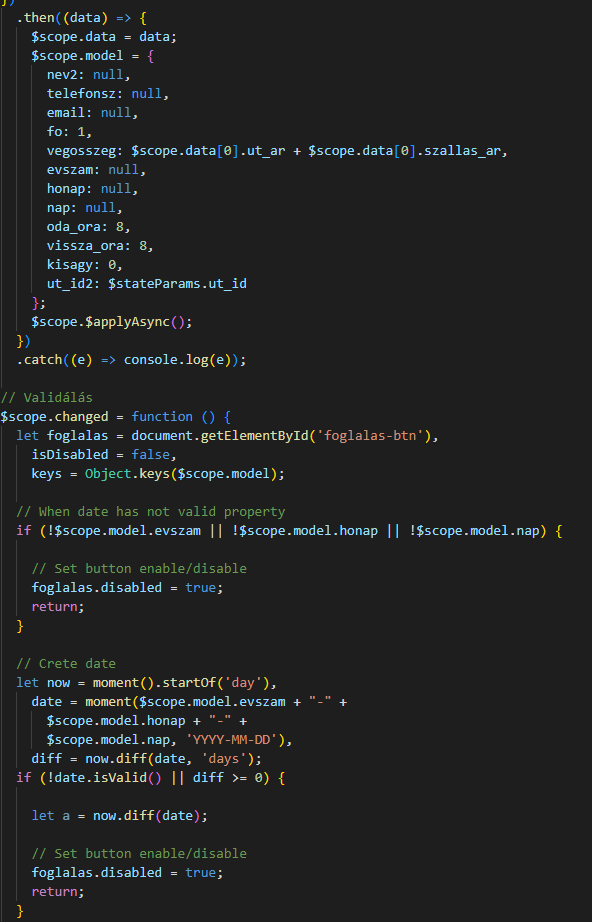 })
  .then((data) => {
    $scope.data = data;
    $scope.model = {
      nev2: null,
      telefonsz: null,
      email: null,
      fo: 1,
      vegosszeg: $scope.data[0].ut_ar + $scope.data[0].szallas_ar,
      evszam: null,
      honap: null,
      nap: null,
      oda_ora: 8,
      vissza_ora: 8,
      kisagy: 0,
      ut_id2: $stateParams.ut_id
    };
    $scope.$applyAsync();
  })
  .catch((e) => console.log(e));
// Validálás
$scope.changed = function () {
  let foglalas = document.getElementById('foglalas-btn'),
    isDisabled = false,
    keys = Object.keys($scope.model);
  // When date has not valid property
  if (!$scope.model.evszam || !$scope.model.honap || !$scope.model.nap) {
    // Set button enable/disable
    foglalas.disabled = true;
    return;
  }
  // Crete date
  let now = moment().startOf('day'),
    date = moment($scope.model.evszam + "-" +
      $scope.model.honap + "-" +
      $scope.model.nap, 'YYYY-MM-DD'),
    diff = now.diff(date, 'days');
  if (!date.isValid() || diff >= 0) {
    let a = now.diff(date);
    // Set button enable/disable
    foglalas.disabled = true;
    return;
  }